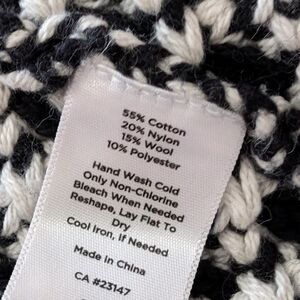 55% Cotton
20% Nylon
15% Wool
10% Polyester
Hand Wash Cold
Only Non-Chlorine
Bleach When Needed
Reshape, Lay Flat To
Dry
Cool Iron, If Needed
Made in China
CA #23147